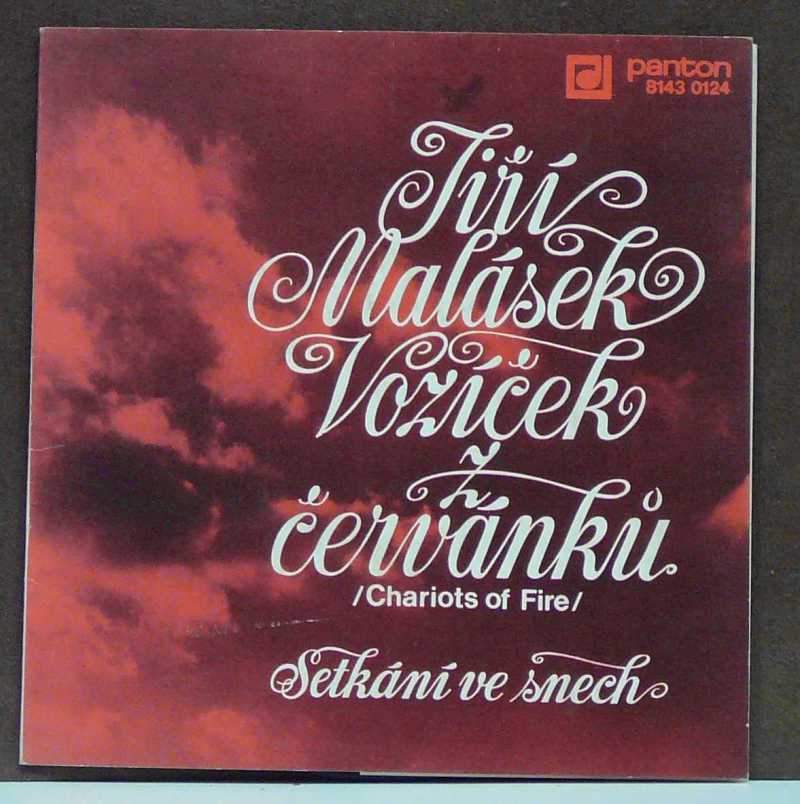 panton
8143 0124
Jiří
Malásek
Vozíček
z
červánků
/Chariots of Fire/
Setkání ve snech